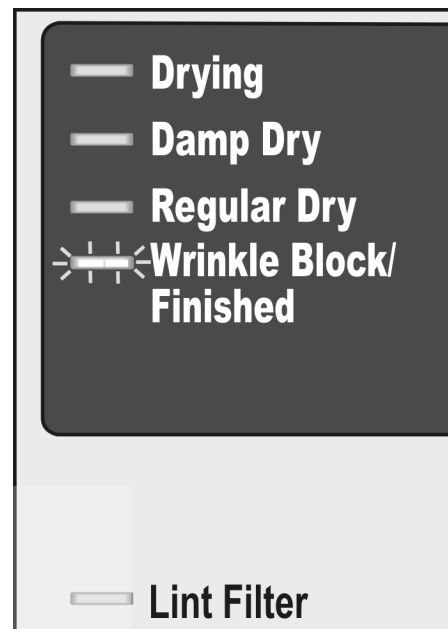 Drying
Damp Dry
Regular Dry
Wrinkle Block/
Finished
Lint Filter